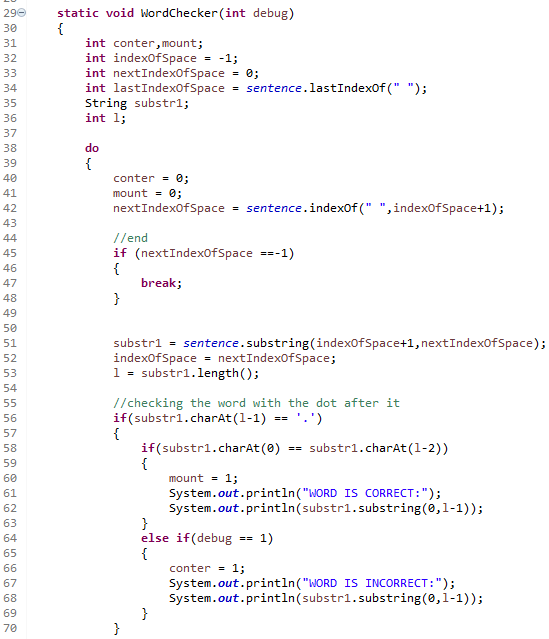 29 static void WordChecker(int debug)
30 {
31 int conter,mount;
32 int indexOfSpace = -1;
33 int nextIndexOfSpace = 0;
34 int lastIndexOfSpace = sentence.lastIndexOf(" ");
35 String substr1;
36 int l;
37
38 do
39 {
40 conter = 0;
41 mount = 0;
42 nextIndexOfSpace = sentence.indexOf(" ",indexOfSpace+1);
43
44 //end
45 if (nextIndexOfSpace ==-1)
46 {
47 break;
48 }
49
50
51 substr1 = sentence.substring(indexOfSpace+1,nextIndexOfSpace);
52 indexOfSpace = nextIndexOfSpace;
53 l = substr1.length();
54
55 //checking the word with the dot after it
56 if(substr1.charAt(l-1) == '.')
57 {
58 if(substr1.charAt(0) == substr1.charAt(l-2))
59 {
60 mount = 1;
61 System.out.println("WORD IS CORRECT:");
62 System.out.println(substr1.substring(0,l-1));
63 }
64 else if(debug == 1)
65 {
66 conter = 1;
67 System.out.println("WORD IS INCORRECT:");
68 System.out.println(substr1.substring(0,l-1));
69 }
70 }